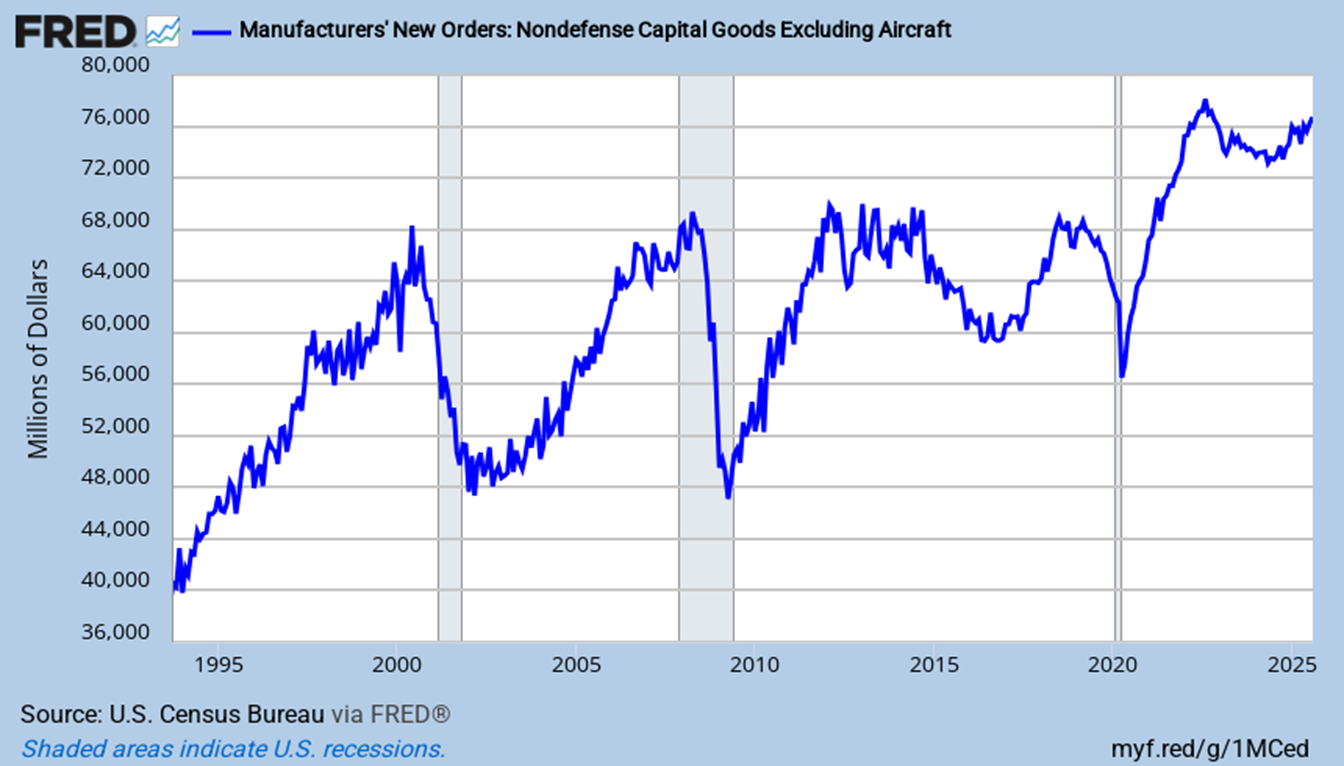 FRED Manufacturers' New Orders: Nondefense Capital Goods Excluding Aircraft
80,000
76,000
72,000
68,000
64,000
60,000
56,000
52,000
48,000
44,000
40,000
36,000
Millions of Dollars
1995 2000 2005 2010 2015 2020 2025
Source: U.S. Census Bureau via FRED®
Shaded areas indicate U.S. recessions.
myf.red/g/1MCed